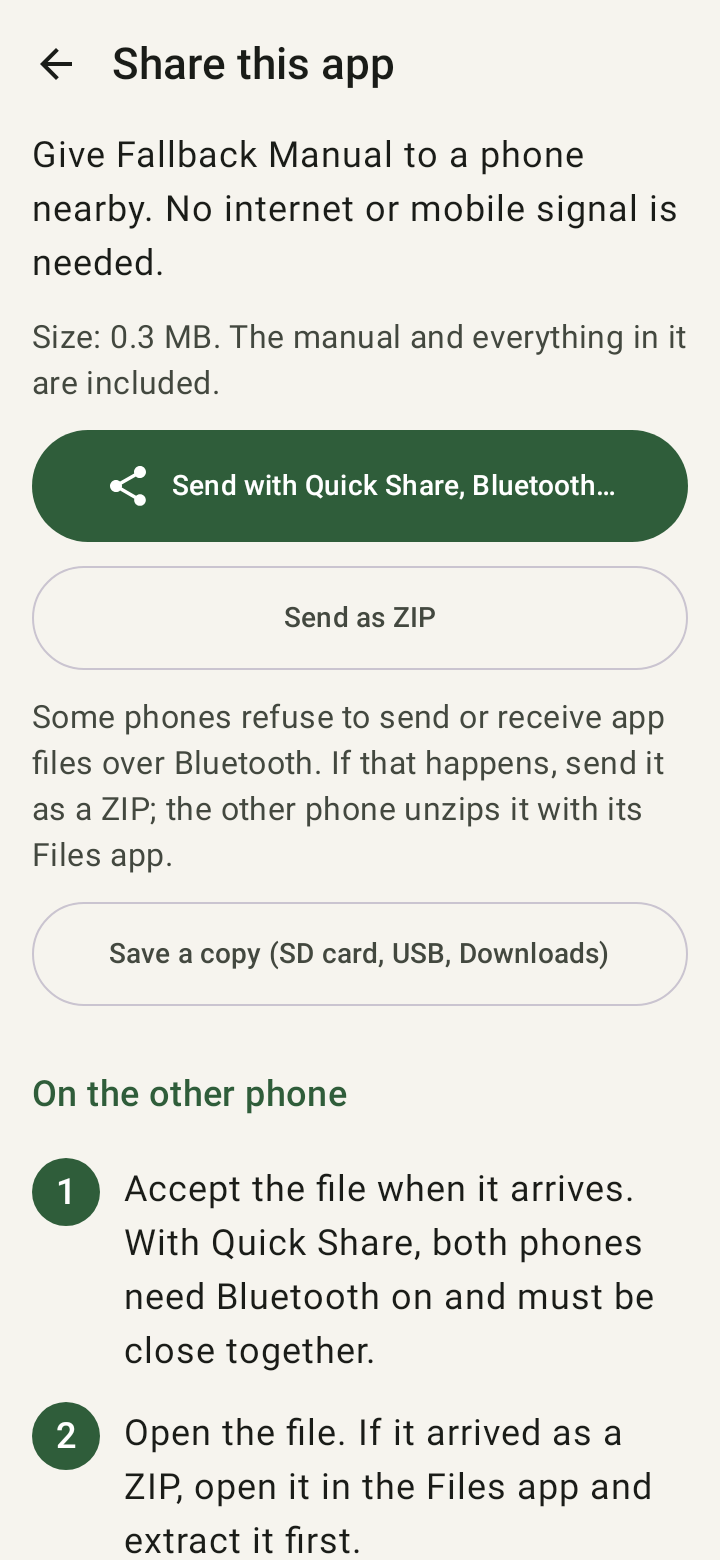 Share this app
Give Fallback Manual to a phone
nearby. No internet or mobile signal is
needed.
Size: 0.3 MB. The manual and everything in it
are included.
Send with Quick Share, Bluetooth…
Send as ZIP
Some phones refuse to send or receive app
files over Bluetooth. If that happens, send it
as a ZIP; the other phone unzips it with its
Files app.
Save a copy (SD card, USB, Downloads)
On the other phone
1 Accept the file when it arrives.
With Quick Share, both phones
need Bluetooth on and must be
close together.
2 Open the file. If it arrived as a
ZIP, open it in the Files app and
extract it first.